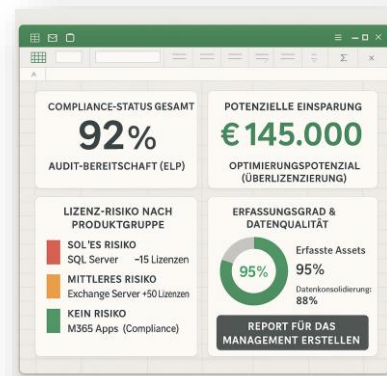 Σ
×
A
COMPLIANCE-STATUS GESAMT
92%
AUDIT-BEREITSCHAFT (ELP)
POTENZIELLE EINSPARUNG
€ 145.000
OPTIMIERUNGSPOTENZIAL
(ÜBERLIZENZIERUNG)
LIZENZ-RISIKO NACH
PRODUKTGRUPPE
SOL'ES RISIKO
SQL Server –15 Lizenzen
MITTLERES RISIKO
Exchange Server +50 Lizenzen
KEIN RISIKO
M365 Apps (Compliance)
ERFASSUNGSGRAD &
DATENQUALITÄT
95%
Erfasste Assets
95%
Datenkonsolidierung:
88%
REPORT FÜR DAS
MANAGEMENT ERSTELLEN